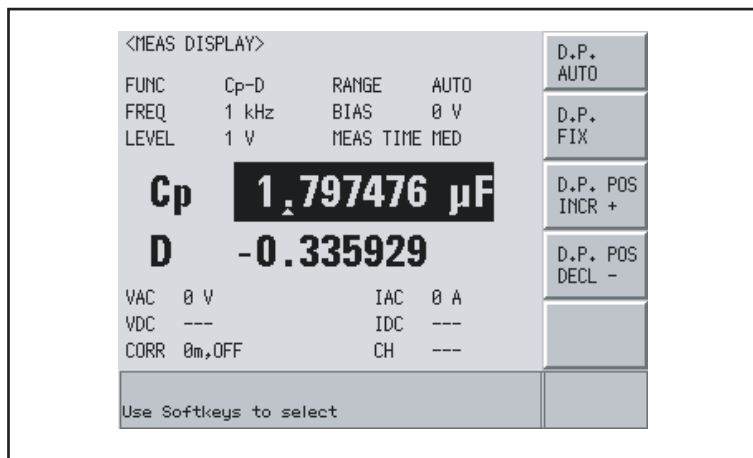 <MEAS DISPLAY>
FUNC Cp-D RANGE AUTO
FREQ 1 kHz BIAS 0 V
LEVEL 1 V MEAS TIME MED
Cp 1.797476 µF
D -0.335929
VAC 0 V IAC 0 A
VDC --- IDC ---
CORR 0m,OFF CH ---
Use Softkeys to select
D.P.
AUTO
D.P.
FIX
D.P. POS
INCR +
D.P. POS
DECL -